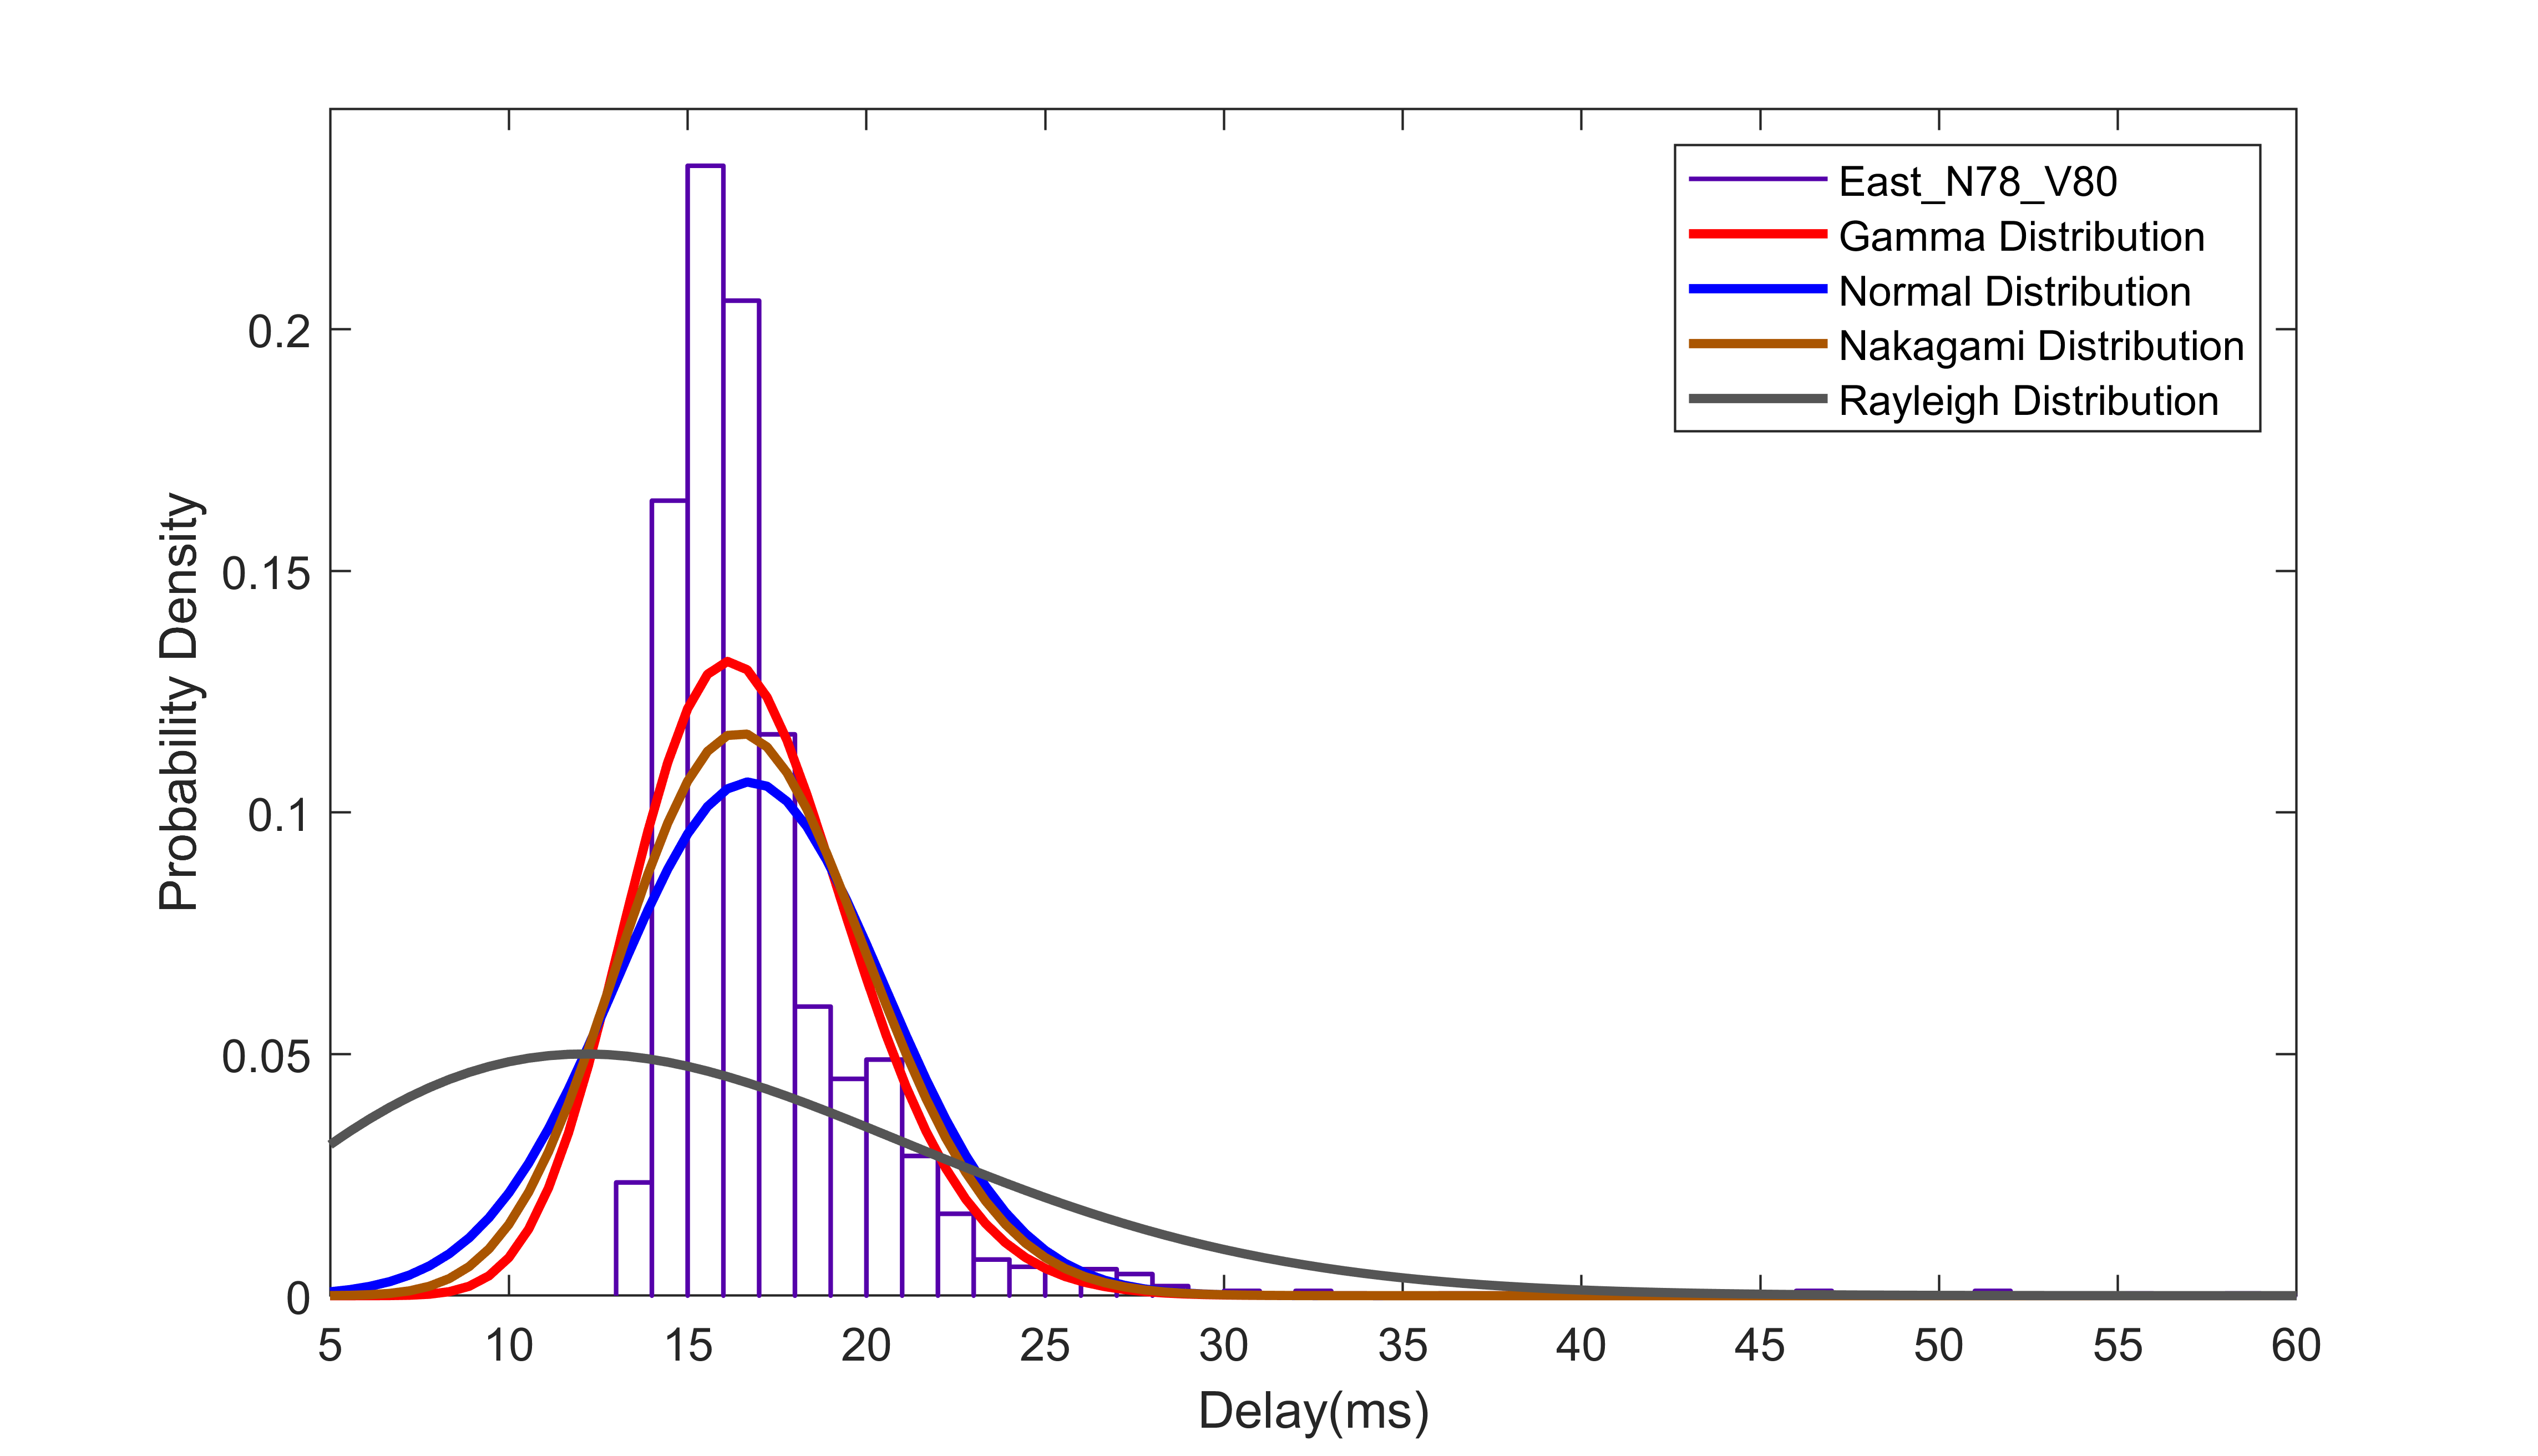 East_N78_V80
Gamma Distribution
Normal Distribution
Nakagami Distribution
Rayleigh Distribution
Probability Density
0.2
0.15
0.1
0.05
0
5 10 15 20 25 30 35 40 45 50 55 60
Delay(ms)